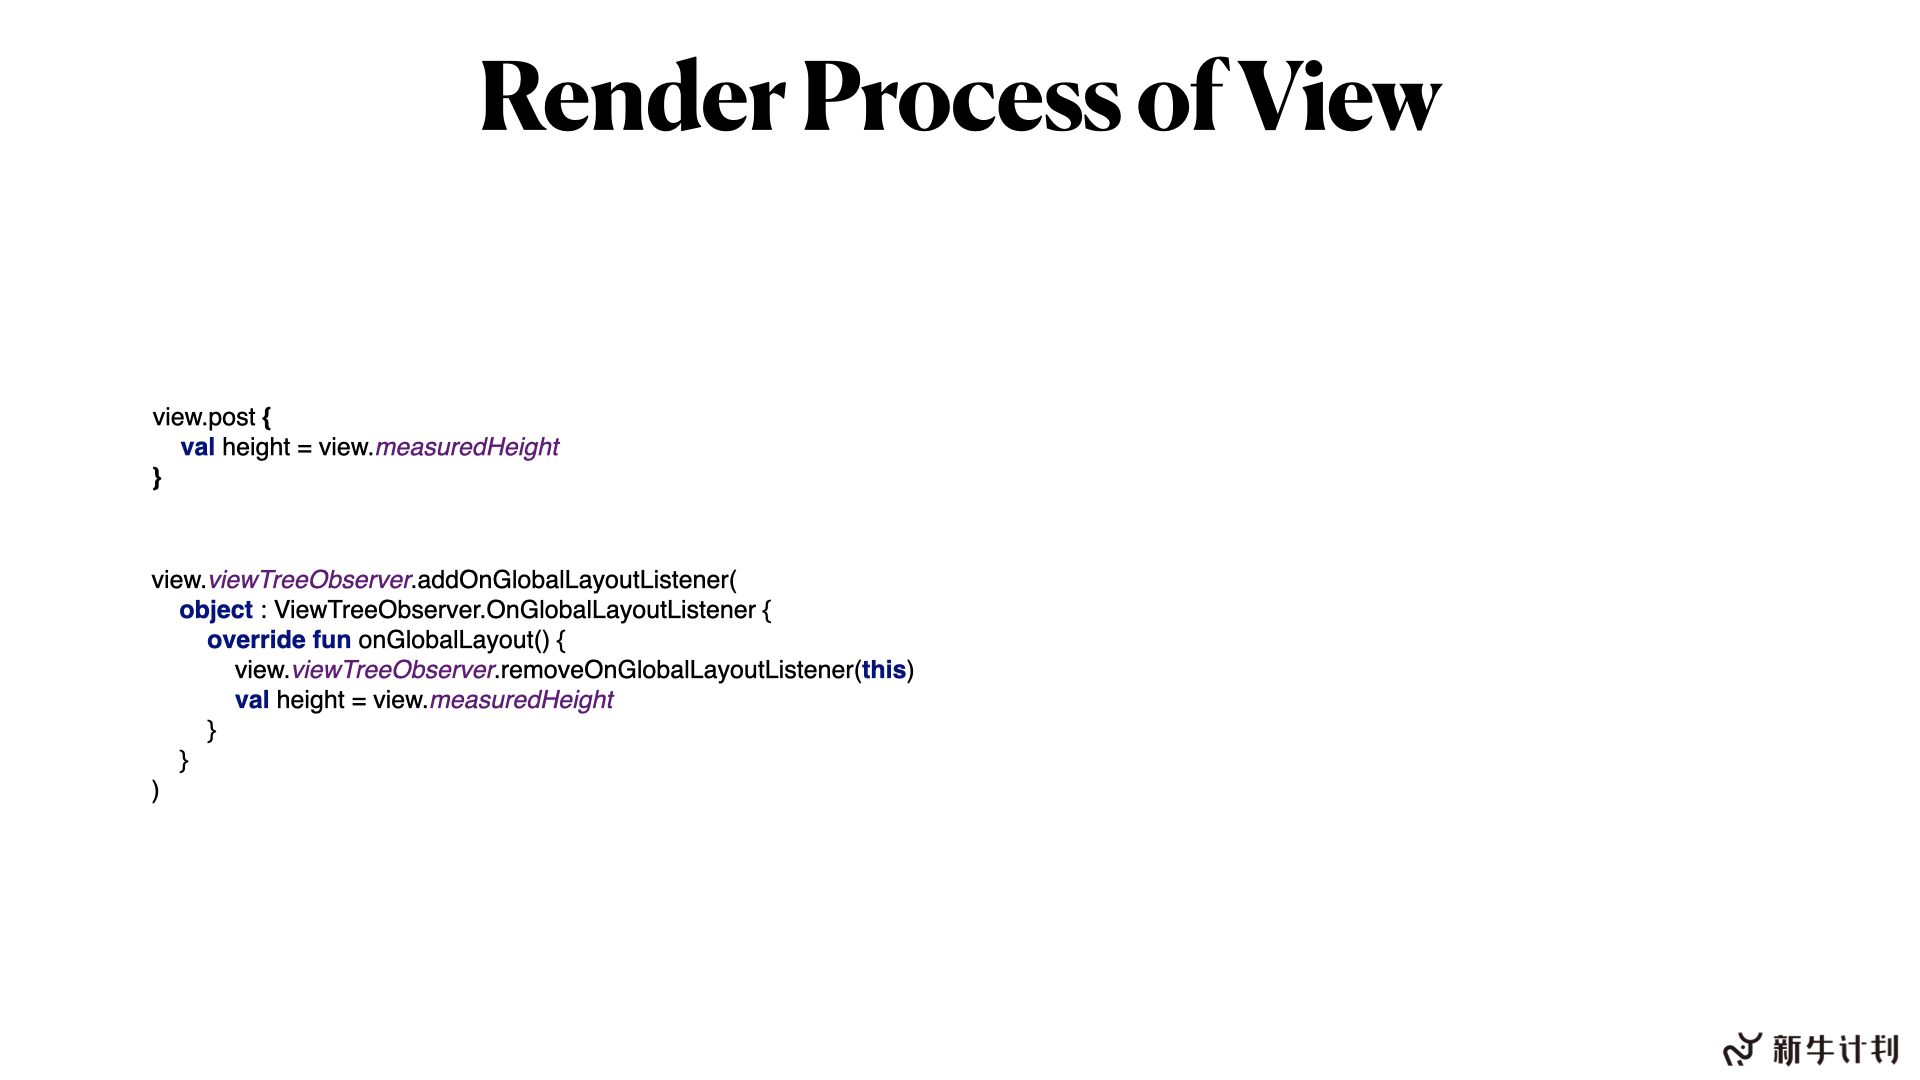 Render Process of View
view.post {
    val height = view.measuredHeight
}
view.viewTreeObserver.addOnGlobalLayoutListener(
    object : ViewTreeObserver.OnGlobalLayoutListener {
        override fun onGlobalLayout() {
            view.viewTreeObserver.removeOnGlobalLayoutListener(this)
            val height = view.measuredHeight
        }
    }
)
新牛计划